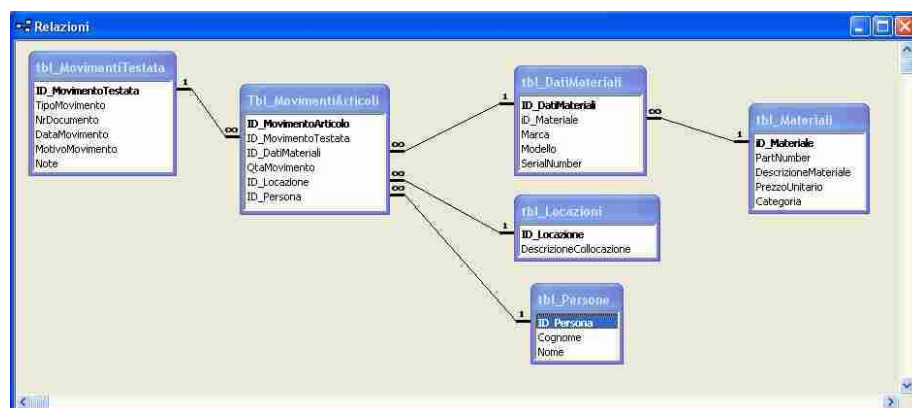 Relazioni
tbl_MovimentiTestata
ID_MovimentoTestata
TipoMovimento
NrDocumento
DataMovimento
MotivoMovimento
Note
1
∞
Tbl_MovimentiArticoli
ID_MovimentoArticolo
ID_MovimentoTestata
ID_DatiMateriali
QtaMovimento
ID_Locazione
ID_Persona
∞
∞
∞
1
tbl_DatiMateriali
ID_DatiMateriali
iD_Materiale
Marca
Modello
SerialNumber
∞
1
tbl_Materiali
iD_Materiale
PartNumber
DescrizioneMateriale
PrezzoUnitario
Categoria
1
tbl_Locazioni
ID_Locazione
DescrizioneCollocazione
1
tbl_Persone
ID_Persona
Cognome
Nome